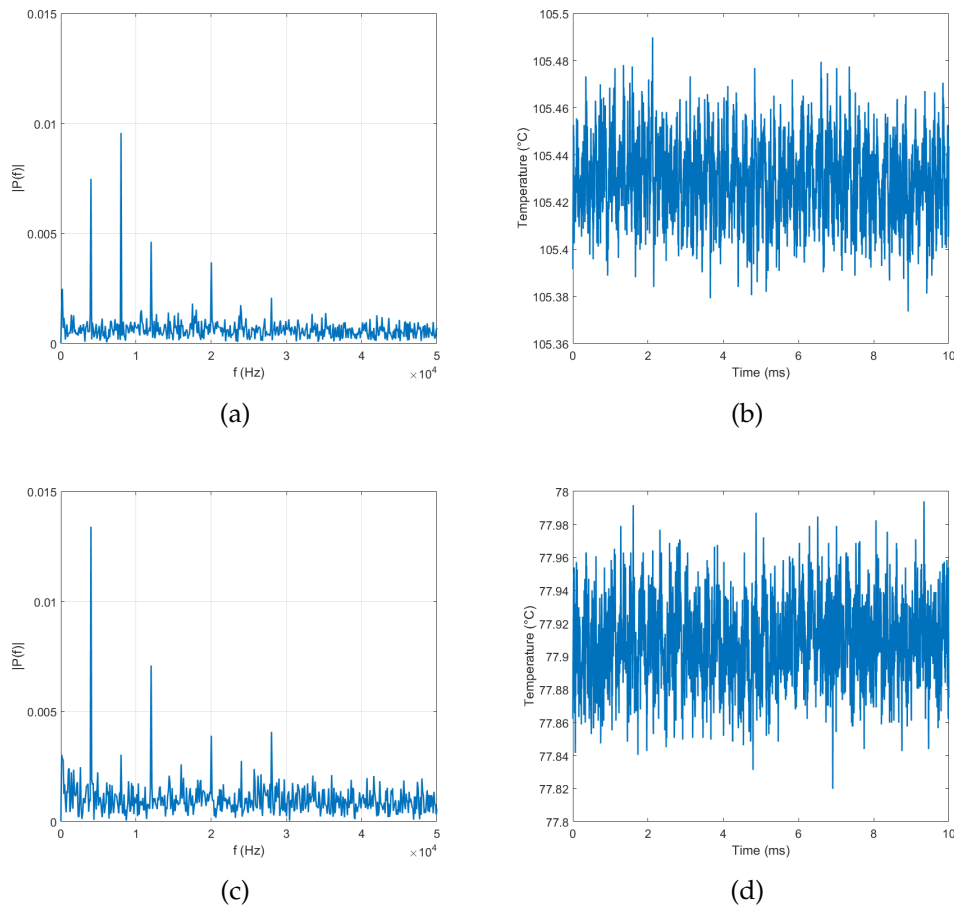 0.015
0.01
0.005
0
|P(f)|
0 1 2 3 4 5
f (Hz)
×10⁴
(a)
105.5
105.48
105.46
105.44
105.42
105.4
105.38
105.36
Temperature (°C)
0 2 4 6 8 10
Time (ms)
(b)
0.015
0.01
0.005
0
|P(f)|
0 1 2 3 4 5
f (Hz)
×10⁴
(c)
78
77.98
77.96
77.94
77.92
77.9
77.88
77.86
77.84
77.82
77.8
Temperature (°C)
0 2 4 6 8 10
Time (ms)
(d)